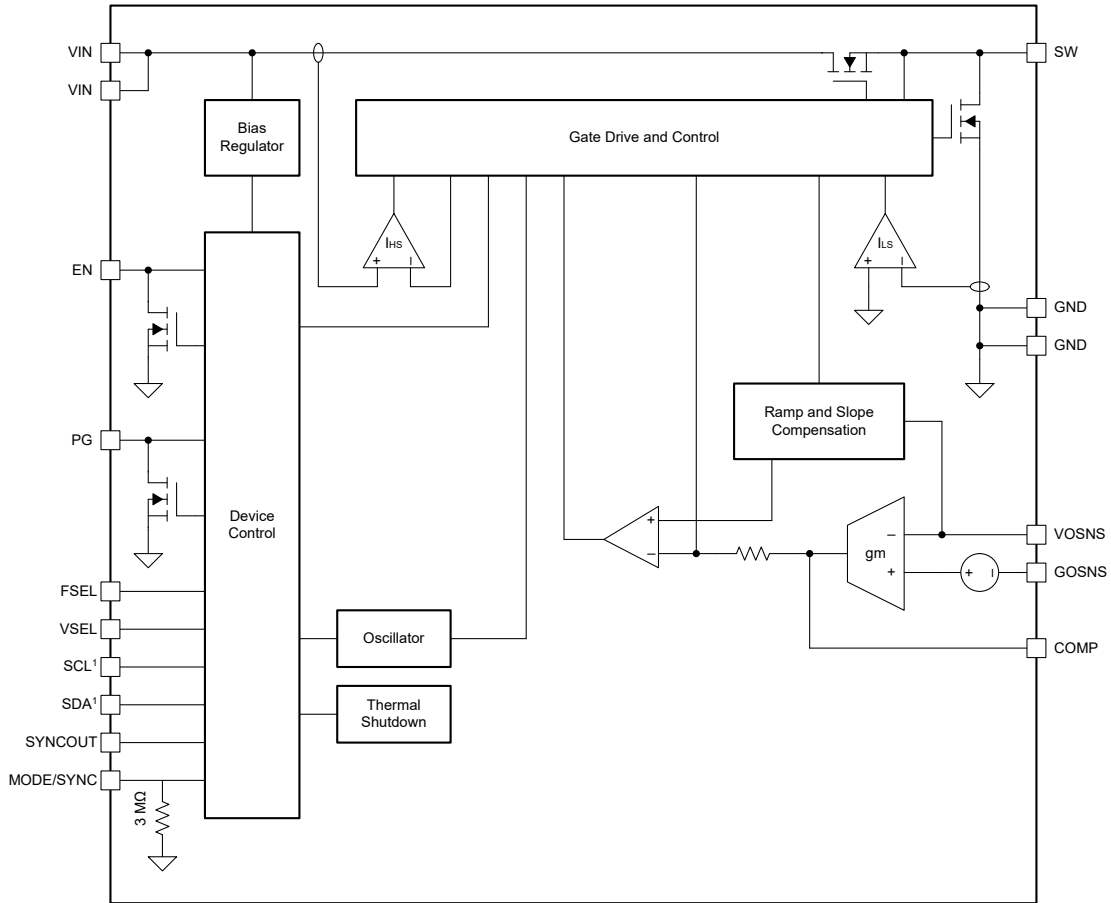 VIN
SW
VIN
Bias
Regulator
Gate Drive and Control
IHS
+
–
ILS
+
–
EN
GND
GND
Ramp and Slope
Compensation
PG
Device
Control
+
–
gm
–
+
VOSNS
+
–
GOSNS
FSEL
VSEL
Oscillator
COMP
SCL¹
SDA¹
Thermal
Shutdown
SYNCOUT
MODE/SYNC
3 MΩ